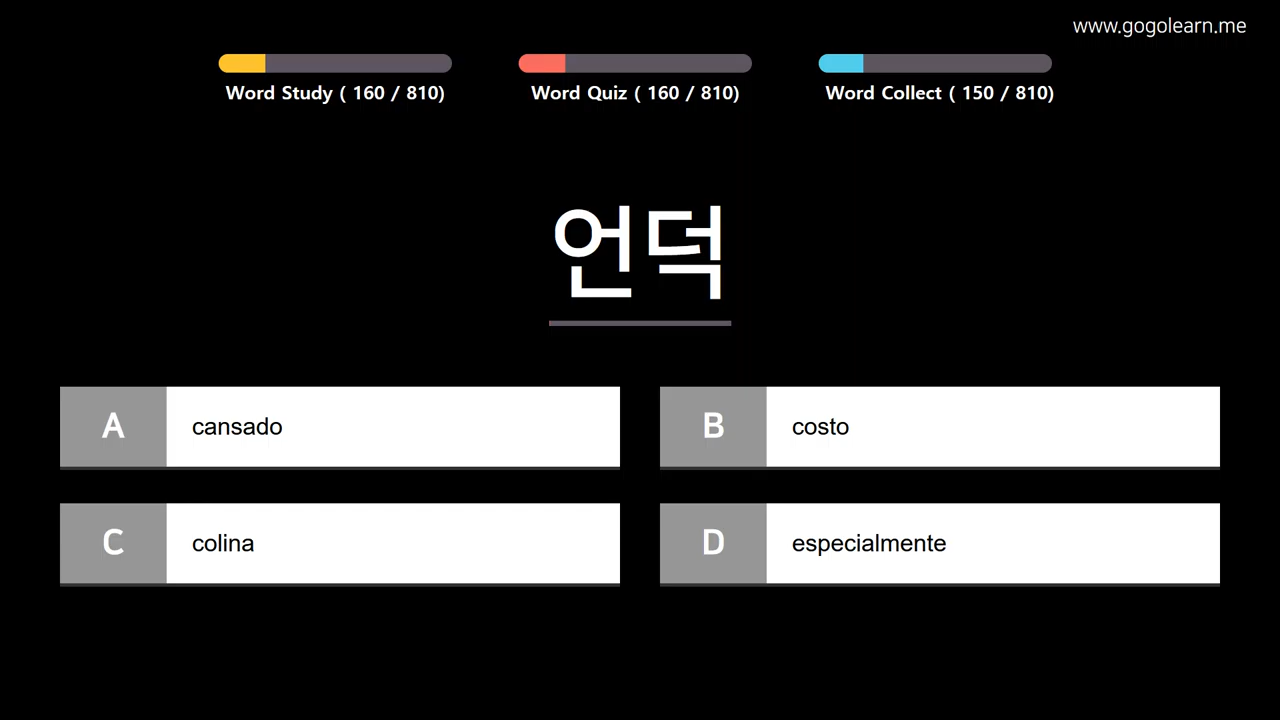 www.gogolearn.me
Word Study ( 160 / 810)
Word Quiz ( 160 / 810)
Word Collect ( 150 / 810)
언덕
A cansado
B costo
C colina
D especialmente